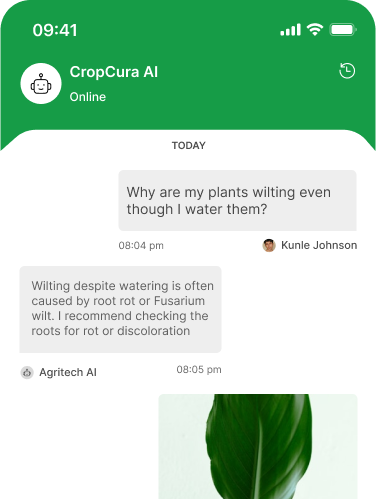 09:41
CropCura AI
Online
TODAY
Why are my plants wilting even
though I water them?
08:04 pm
Kunle Johnson
Wilting despite watering is often
caused by root rot or Fusarium
wilt. I recommend checking the
roots for rot or discoloration
Agritech AI
08:05 pm